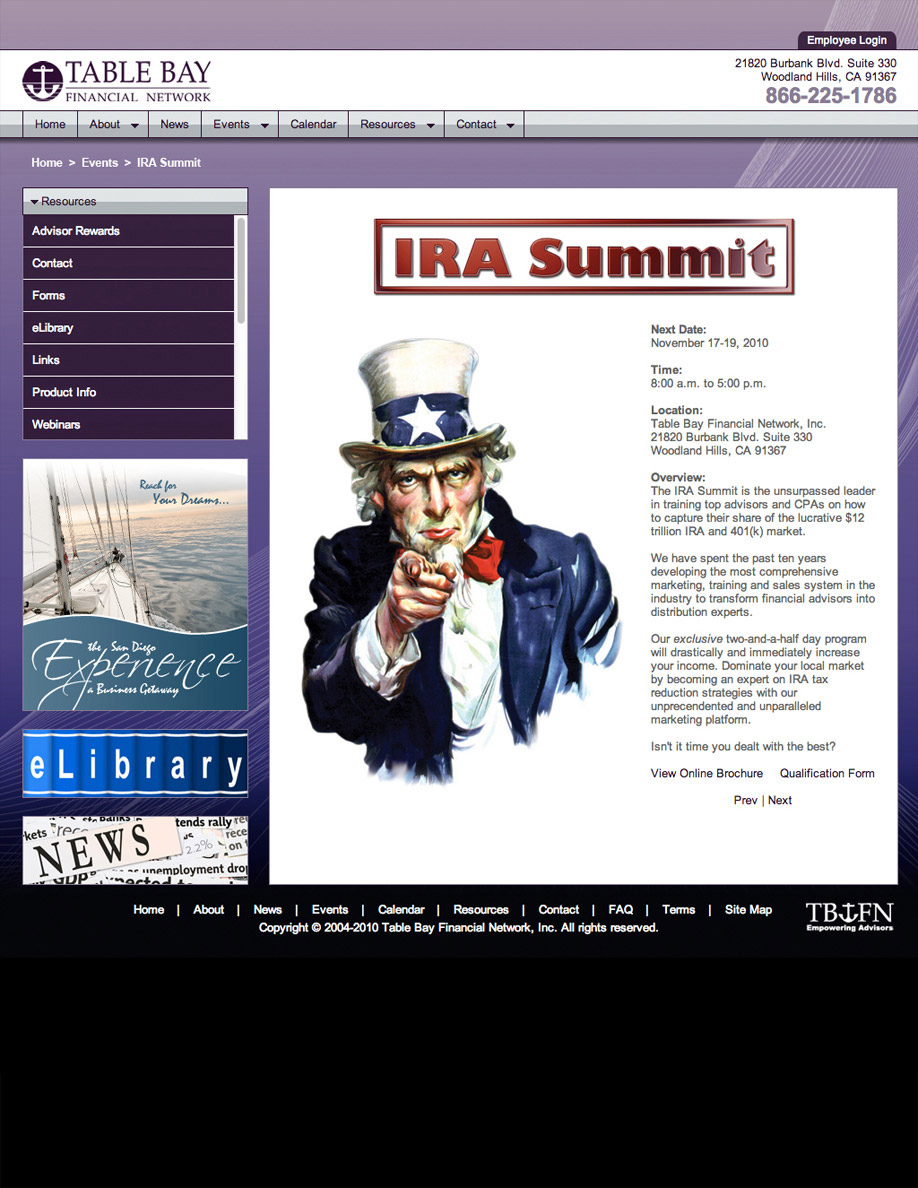 Employee Login
TABLE BAY
FINANCIAL NETWORK
21820 Burbank Blvd. Suite 330
Woodland Hills, CA 91367
866-225-1786
Home About News Events Calendar Resources Contact
Home > Events > IRA Summit
Resources
Advisor Rewards
Contact
Forms
eLibrary
Links
Product Info
Webinars
Reach for
Your Dreams...
the San Diego
Experience
a Business Getaway
eLibrary
tends rally
NEWS
2.2%
unemployment
IRA Summit
Next Date:
November 17-19, 2010
Time:
8:00 a.m. to 5:00 p.m.
Location:
Table Bay Financial Network, Inc.
21820 Burbank Blvd. Suite 330
Woodland Hills, CA 91367
Overview:
The IRA Summit is the unsurpassed leader
in training top advisors and CPAs on how
to capture their share of the lucrative $12
trillion IRA and 401(k) market.
We have spent the past ten years
developing the most comprehensive
marketing, training and sales system in the
industry to transform financial advisors into
distribution experts.
Our exclusive two-and-a-half day program
will drastically and immediately increase
your income. Dominate your local market
by becoming an expert on IRA tax
reduction strategies with our
unprecendented and unparalleled
marketing platform.
Isn't it time you dealt with the best?
View Online Brochure Qualification Form
Prev | Next
Home | About | News | Events | Calendar | Resources | Contact | FAQ | Terms | Site Map
Copyright © 2004-2010 Table Bay Financial Network, Inc. All rights reserved.
TBFN
Empowering Advisors